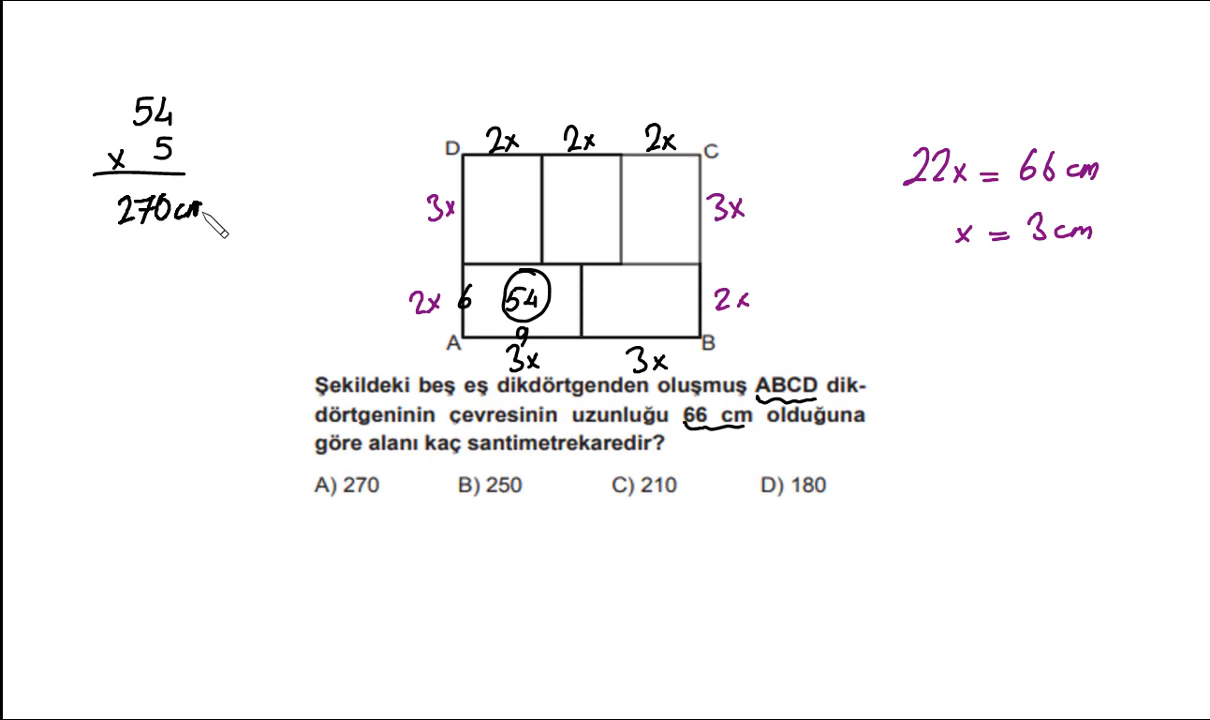 54
x 5
270cm
D 2x 2x 2x C
3x 3x
2x 6 54 2x
A 9 B
3x 3x
22x = 66 cm
x = 3 cm
Şekildeki beş eş dikdörtgenden oluşmuş ABCD dik-
dörtgeninin çevresinin uzunluğu 66 cm olduğuna
göre alanı kaç santimetrekaredir?
A) 270 B) 250 C) 210 D) 180